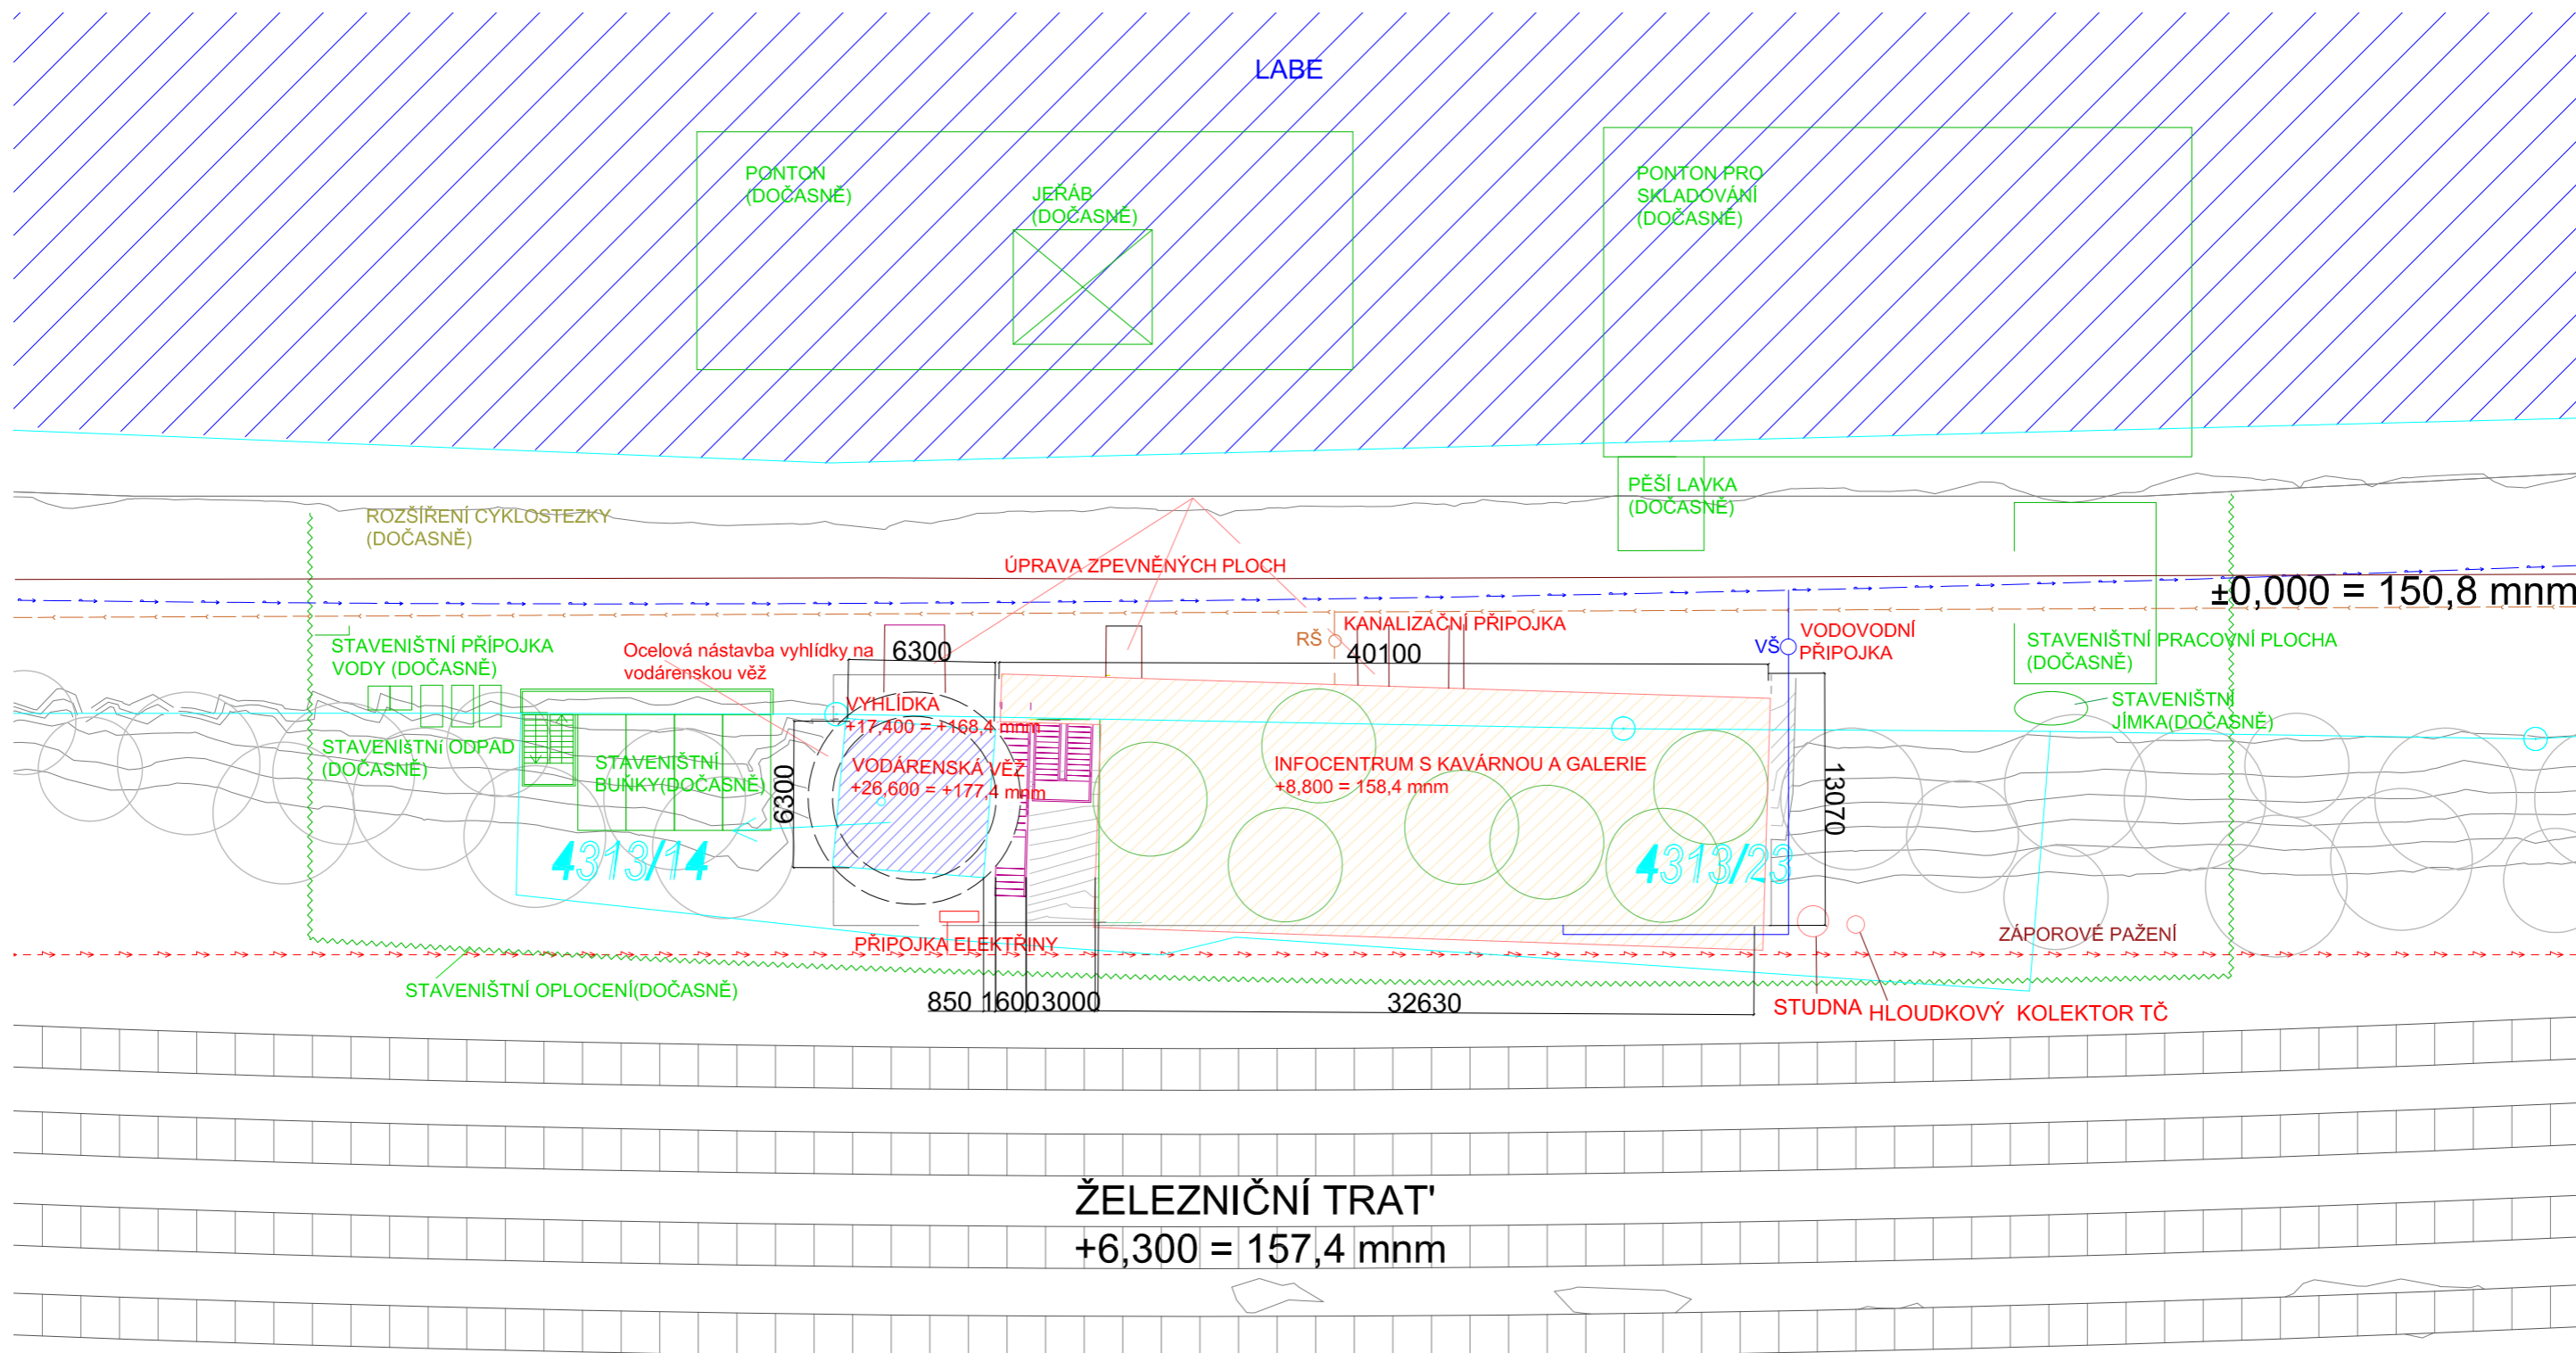 LABE
PONTON
(DOČASNĚ)
JEŘÁB
(DOČASNĚ)
PONTON PRO
SKLADOVÁNÍ
(DOČASNĚ)
PĚŠÍ LAVKA
(DOČASNĚ)
ROZŠÍŘENÍ CYKLOSTEZKY
(DOČASNĚ)
ÚPRAVA ZPEVNĚNÝCH PLOCH
±0,000 = 150,8 mnm
STAVENIŠTNÍ PŘÍPOJKA
VODY (DOČASNĚ)
Ocelová nástavba vyhlídky na
vodárenskou věž
6300
RŠ
KANALIZAČNÍ PŘIPOJKA
40100
VŠ
VODOVODNÍ
PŘIPOJKA
STAVENIŠTNÍ PRACOVNÍ PLOCHA
(DOČASNĚ)
VYHLÍDKA
+17,400 = +168,4 mnm
STAVENIŠTNÍ
JÍMKA(DOČASNĚ)
STAVENIšTNí ODPAD
(DOČASNĚ)
STAVENIŠTNÍ
BUŇKY(DOČASNĚ)
6300
VODÁRENSKÁ VĚŽ
+26,600 = +177,4 mnm
INFOCENTRUM S KAVÁRNOU A GALERIE
+8,800 = 158,4 mnm
13070
4313/14
4313/23
PŘIPOJKA ELEKTŘINY
ZÁPOROVÉ PAŽENÍ
STAVENIŠTNÍ OPLOCENÍ(DOČASNĚ)
850 1600 3000
32630
STUDNA
HLOUDKOVÝ KOLEKTOR TČ
ŽELEZNIČNÍ TRAT'
+6,300 = 157,4 mnm